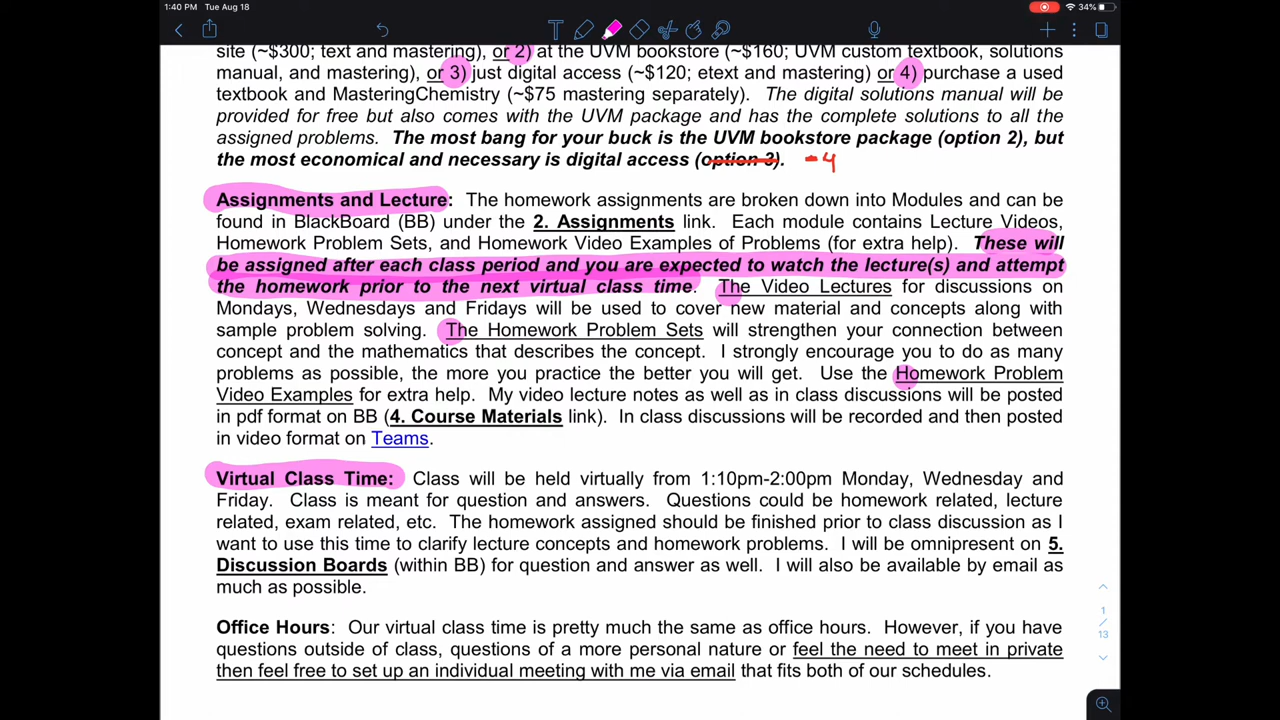 1:40 PM Tue Aug 18 34%
site (~$300; text and mastering), or 2) at the UVM bookstore (~$160; UVM custom textbook, solutions
manual, and mastering), or 3) just digital access (~$120; etext and mastering) or 4) purchase a used
textbook and MasteringChemistry (~$75 mastering separately). The digital solutions manual will be
provided for free but also comes with the UVM package and has the complete solutions to all the
assigned problems. The most bang for your buck is the UVM bookstore package (option 2), but
the most economical and necessary is digital access (option 3). -4
Assignments and Lecture: The homework assignments are broken down into Modules and can be
found in BlackBoard (BB) under the 2. Assignments link. Each module contains Lecture Videos,
Homework Problem Sets, and Homework Video Examples of Problems (for extra help). These will
be assigned after each class period and you are expected to watch the lecture(s) and attempt
the homework prior to the next virtual class time. The Video Lectures for discussions on
Mondays, Wednesdays and Fridays will be used to cover new material and concepts along with
sample problem solving. The Homework Problem Sets will strengthen your connection between
concept and the mathematics that describes the concept. I strongly encourage you to do as many
problems as possible, the more you practice the better you will get. Use the Homework Problem
Video Examples for extra help. My video lecture notes as well as in class discussions will be posted
in pdf format on BB (4. Course Materials link). In class discussions will be recorded and then posted
in video format on Teams.
Virtual Class Time: Class will be held virtually from 1:10pm-2:00pm Monday, Wednesday and
Friday. Class is meant for question and answers. Questions could be homework related, lecture
related, exam related, etc. The homework assigned should be finished prior to class discussion as I
want to use this time to clarify lecture concepts and homework problems. I will be omnipresent on 5.
Discussion Boards (within BB) for question and answer as well. I will also be available by email as
much as possible.
1
/
13
Office Hours: Our virtual class time is pretty much the same as office hours. However, if you have
questions outside of class, questions of a more personal nature or feel the need to meet in private
then feel free to set up an individual meeting with me via email that fits both of our schedules.